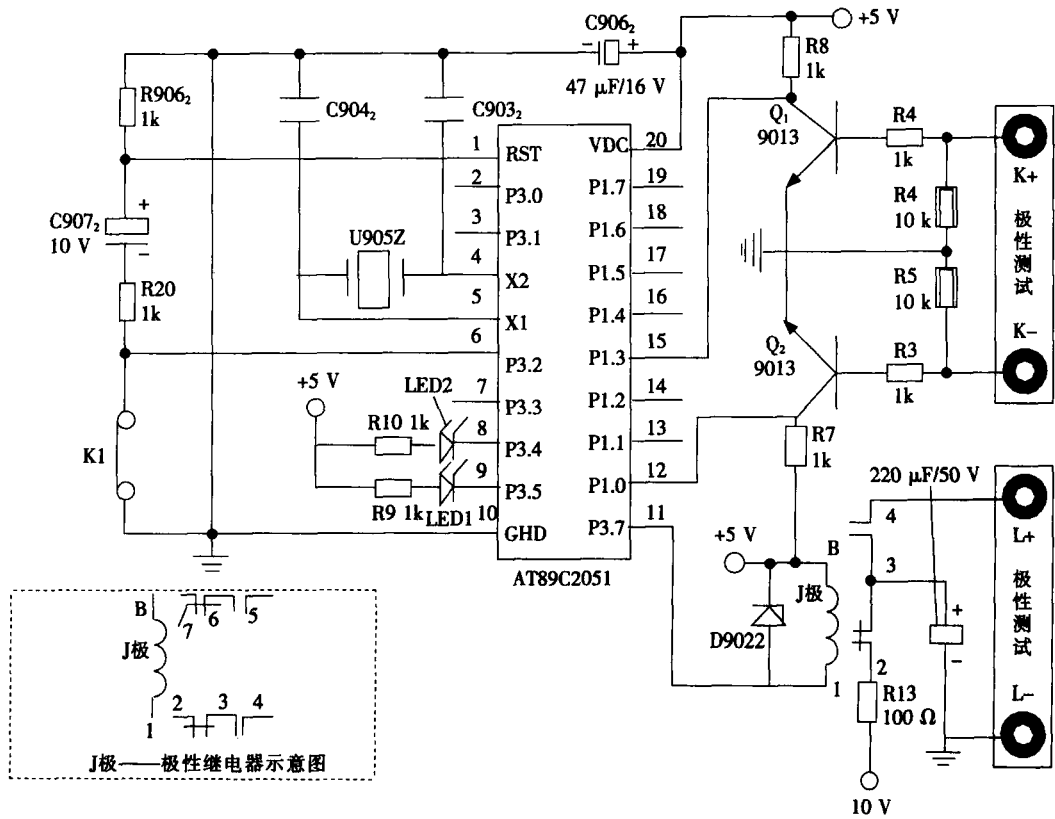 C906₂
+5 V
47 μF/16 V
R8
1k
R906₂
1k
C904₂
C903₂
Q₁
9013
R4
1k
K+
R4
10 k
R5
10 k
极性测试
K−
R3
1k
Q₂
9013
C907₂
10 V
+
−
R20
1k
K1
U905Z
1
RST
2
P3.0
3
P3.1
4
X2
5
X1
6
P3.2
7
P3.3
8
P3.4
9
P3.5
10
GHD
VDC
20
P1.7
19
P1.6
18
P1.5
17
P1.4
16
P1.3
15
P1.2
14
P1.1
13
P1.0
12
P3.7
11
AT89C2051
+5 V
LED2
R10 1k
R9 1k
LED1
R7
1k
+5 V
D9022
J极
B
1
4
3
2
R13
100 Ω
10 V
220 μF/50 V
+
−
L+
极性测试
L−
B
7
6
5
J极
1
2
3
4
J极——极性继电器示意图